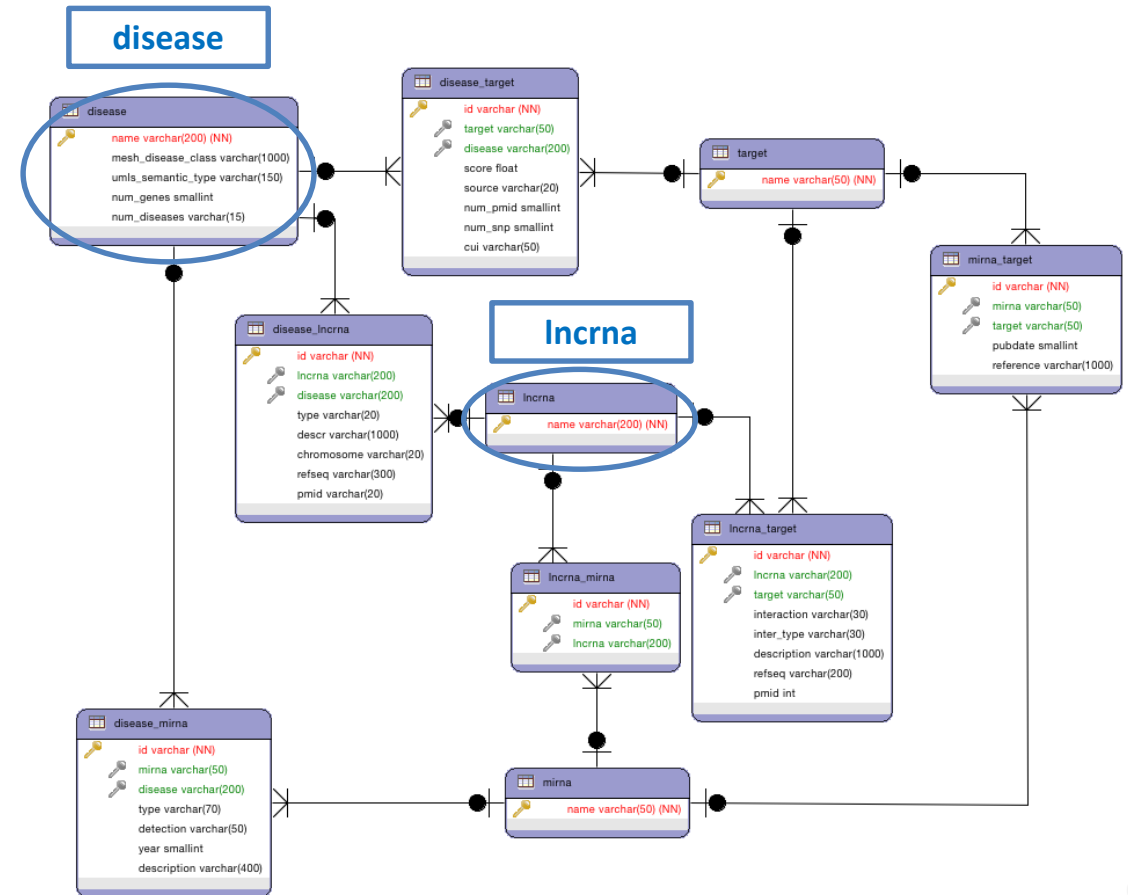 disease
disease
name varchar(200) (NN)
mesh_disease_class varchar(1000)
umls_semantic_type varchar(150)
num_genes smallint
num_diseases varchar(15)
disease_target
id varchar (NN)
target varchar(50)
disease varchar(200)
score float
source varchar(20)
num_pmid smallint
num_snp smallint
cui varchar(50)
target
name varchar(50) (NN)
mirna_target
id varchar (NN)
mirna varchar(50)
target varchar(50)
pubdate smallint
reference varchar(1000)
disease_lncrna
id varchar (NN)
lncrna varchar(200)
disease varchar(200)
type varchar(20)
descr varchar(1000)
chromosome varchar(20)
refseq varchar(300)
pmid varchar(20)
lncrna
lncrna
name varchar(200) (NN)
lncrna_target
id varchar (NN)
lncrna varchar(200)
target varchar(50)
interaction varchar(30)
inter_type varchar(30)
description varchar(1000)
refseq varchar(200)
pmid int
lncrna_mirna
id varchar (NN)
mirna varchar(50)
lncrna varchar(200)
disease_mirna
id varchar (NN)
mirna varchar(50)
disease varchar(200)
type varchar(70)
detection varchar(50)
year smallint
description varchar(400)
mirna
name varchar(50) (NN)